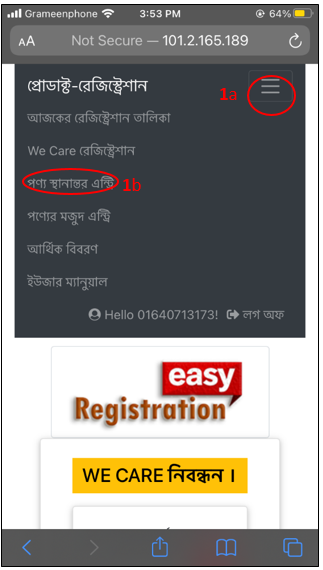 Grameenphone 3:53 PM 64%
AA Not Secure — 101.2.165.189
প্রোডাক্ট-রেজিস্ট্রেশান 1a
আজকের রেজিস্ট্রেশান তালিকা
We Care রেজিস্ট্রেশান
পণ্য স্থানান্তর এন্ট্রি 1b
পণ্যের মজুদ এন্ট্রি
আর্থিক বিবরণ
ইউজার ম্যানুয়াল
Hello 01640713173! লগ অফ
easy
Registration
WE CARE নিবন্ধন ।